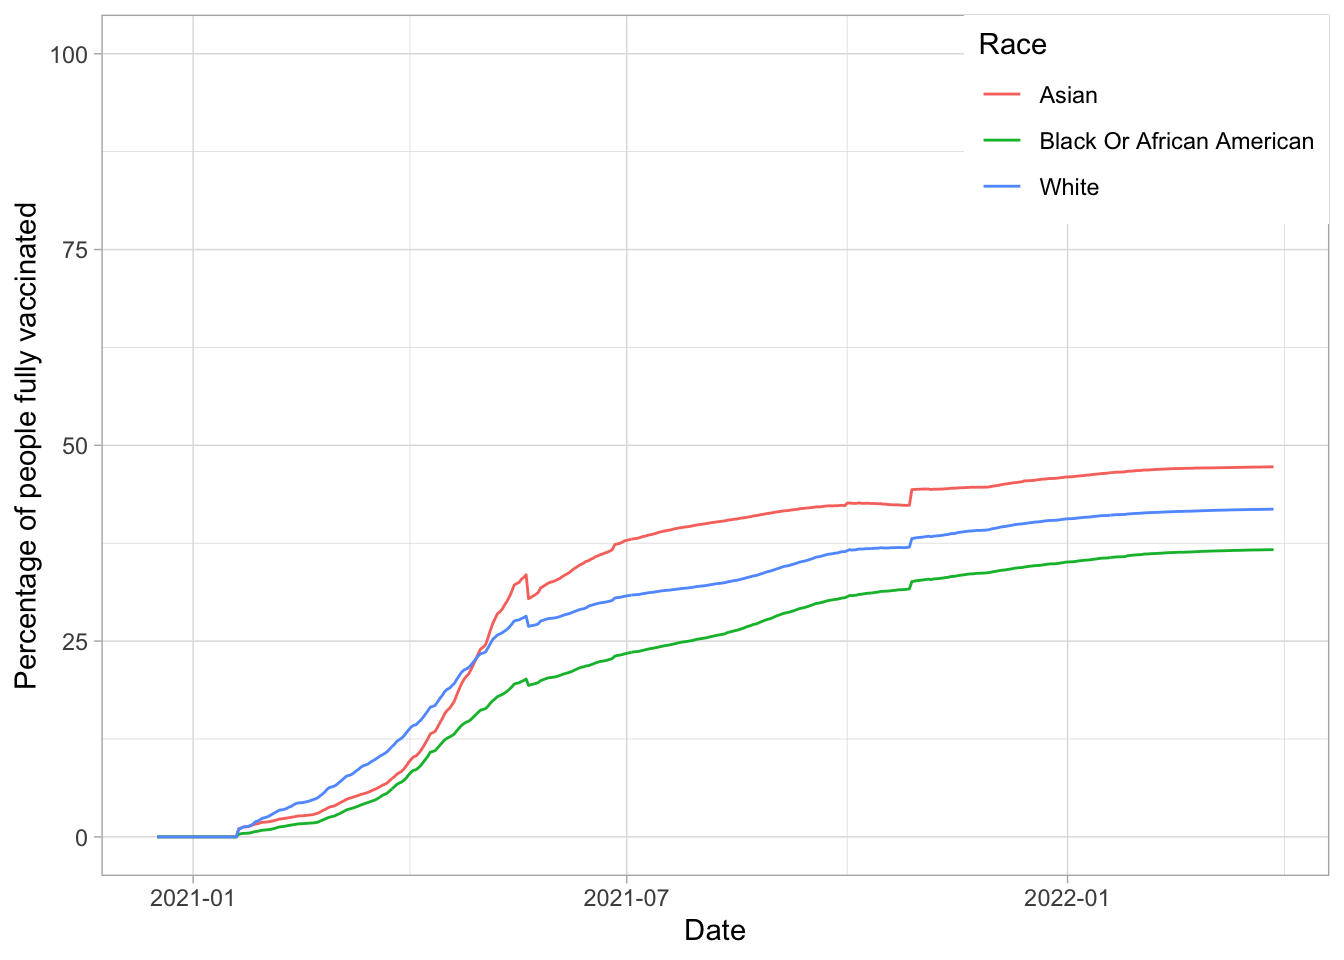 Race
Asian
Black Or African American
White
Percentage of people fully vaccinated
100
75
50
25
0
2021-01
2021-07
2022-01
Date